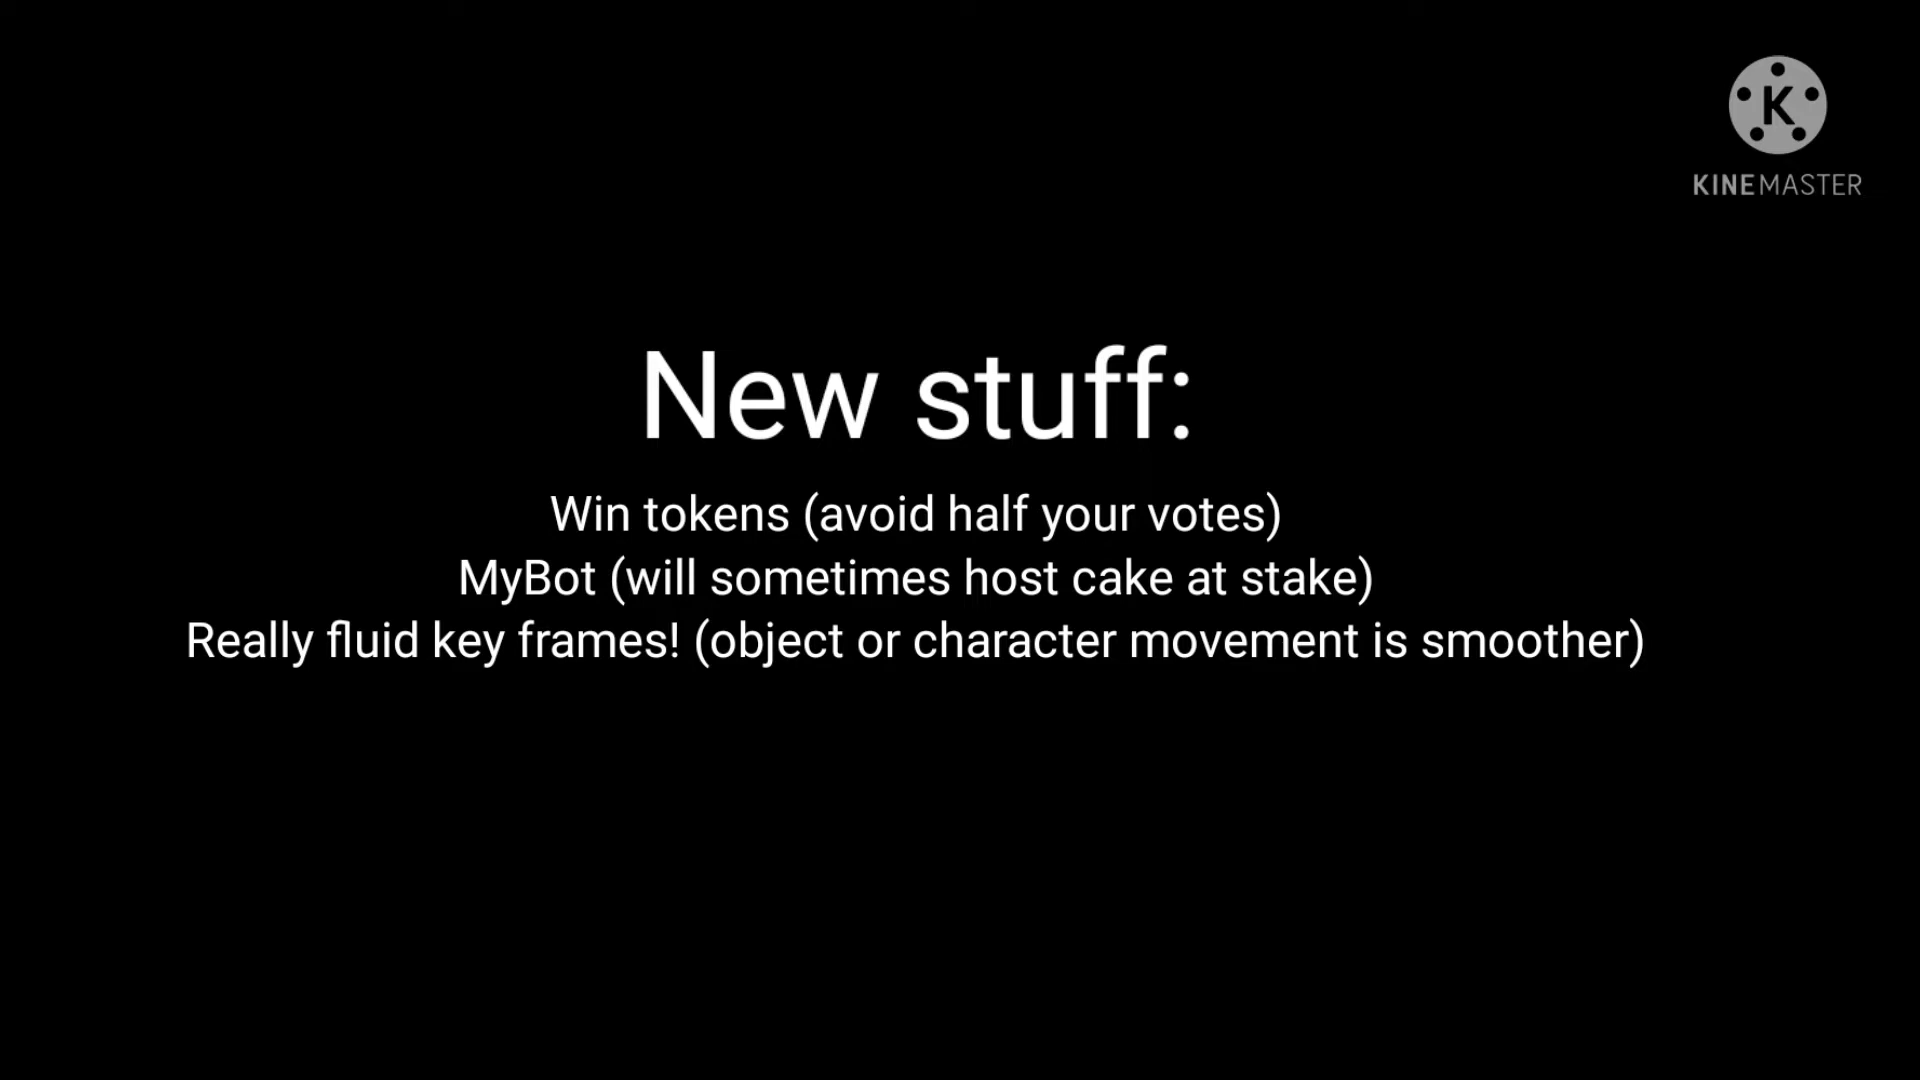 K
KINEMASTER
New stuff:
Win tokens (avoid half your votes)
MyBot (will sometimes host cake at stake)
Really fluid key frames! (object or character movement is smoother)